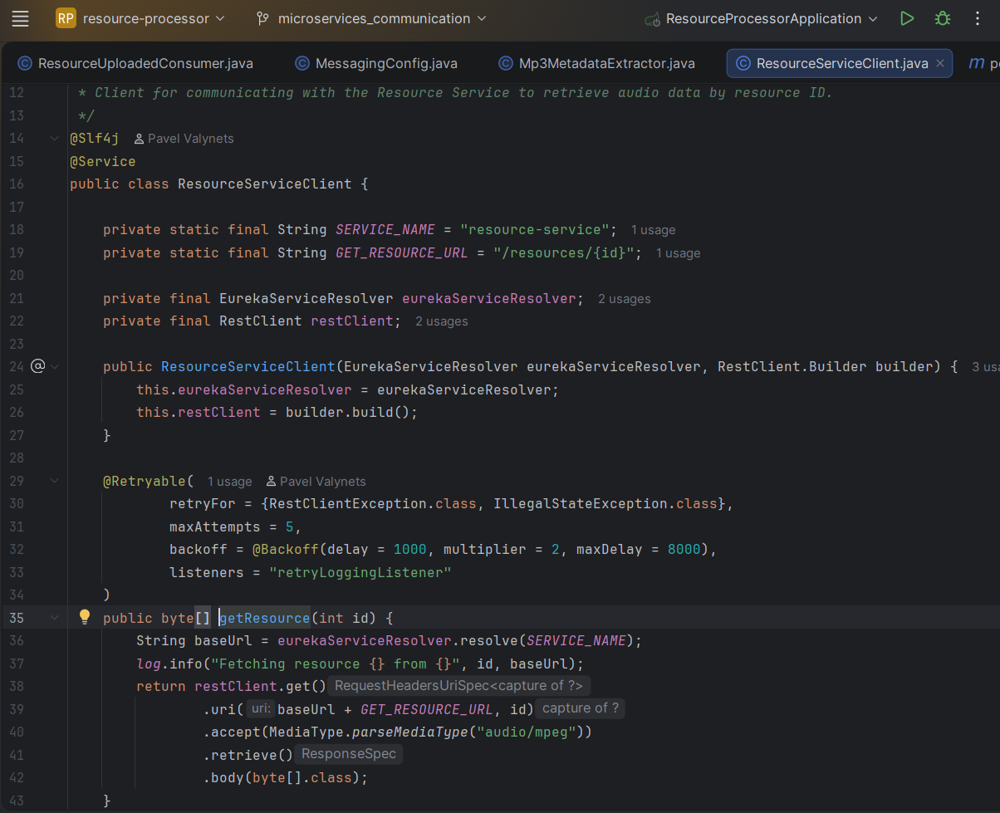 RP resource-processor microservices_communication ResourceProcessorApplication
ResourceUploadedConsumer.java MessagingConfig.java Mp3MetadataExtractor.java ResourceServiceClient.java m
12 * Client for communicating with the Resource Service to retrieve audio data by resource ID.
13 */
14 @Slf4j Pavel Valynets
15 @Service
16 public class ResourceServiceClient {
17
18 private static final String SERVICE_NAME = "resource-service"; 1 usage
19 private static final String GET_RESOURCE_URL = "/resources/{id}"; 1 usage
20
21 private final EurekaServiceResolver eurekaServiceResolver; 2 usages
22 private final RestClient restClient; 2 usages
23
24 public ResourceServiceClient(EurekaServiceResolver eurekaServiceResolver, RestClient.Builder builder) { 3 usa
25 this.eurekaServiceResolver = eurekaServiceResolver;
26 this.restClient = builder.build();
27 }
28
29 @Retryable( 1 usage Pavel Valynets
30 retryFor = {RestClientException.class, IllegalStateException.class},
31 maxAttempts = 5,
32 backoff = @Backoff(delay = 1000, multiplier = 2, maxDelay = 8000),
33 listeners = "retryLoggingListener"
34 )
35 public byte[] getResource(int id) {
36 String baseUrl = eurekaServiceResolver.resolve(SERVICE_NAME);
37 log.info("Fetching resource {} from {}", id, baseUrl);
38 return restClient.get() RequestHeadersUriSpec<capture of ?>
39 .uri( uri: baseUrl + GET_RESOURCE_URL, id) capture of ?
40 .accept(MediaType.parseMediaType("audio/mpeg"))
41 .retrieve() ResponseSpec
42 .body(byte[].class);
43 }